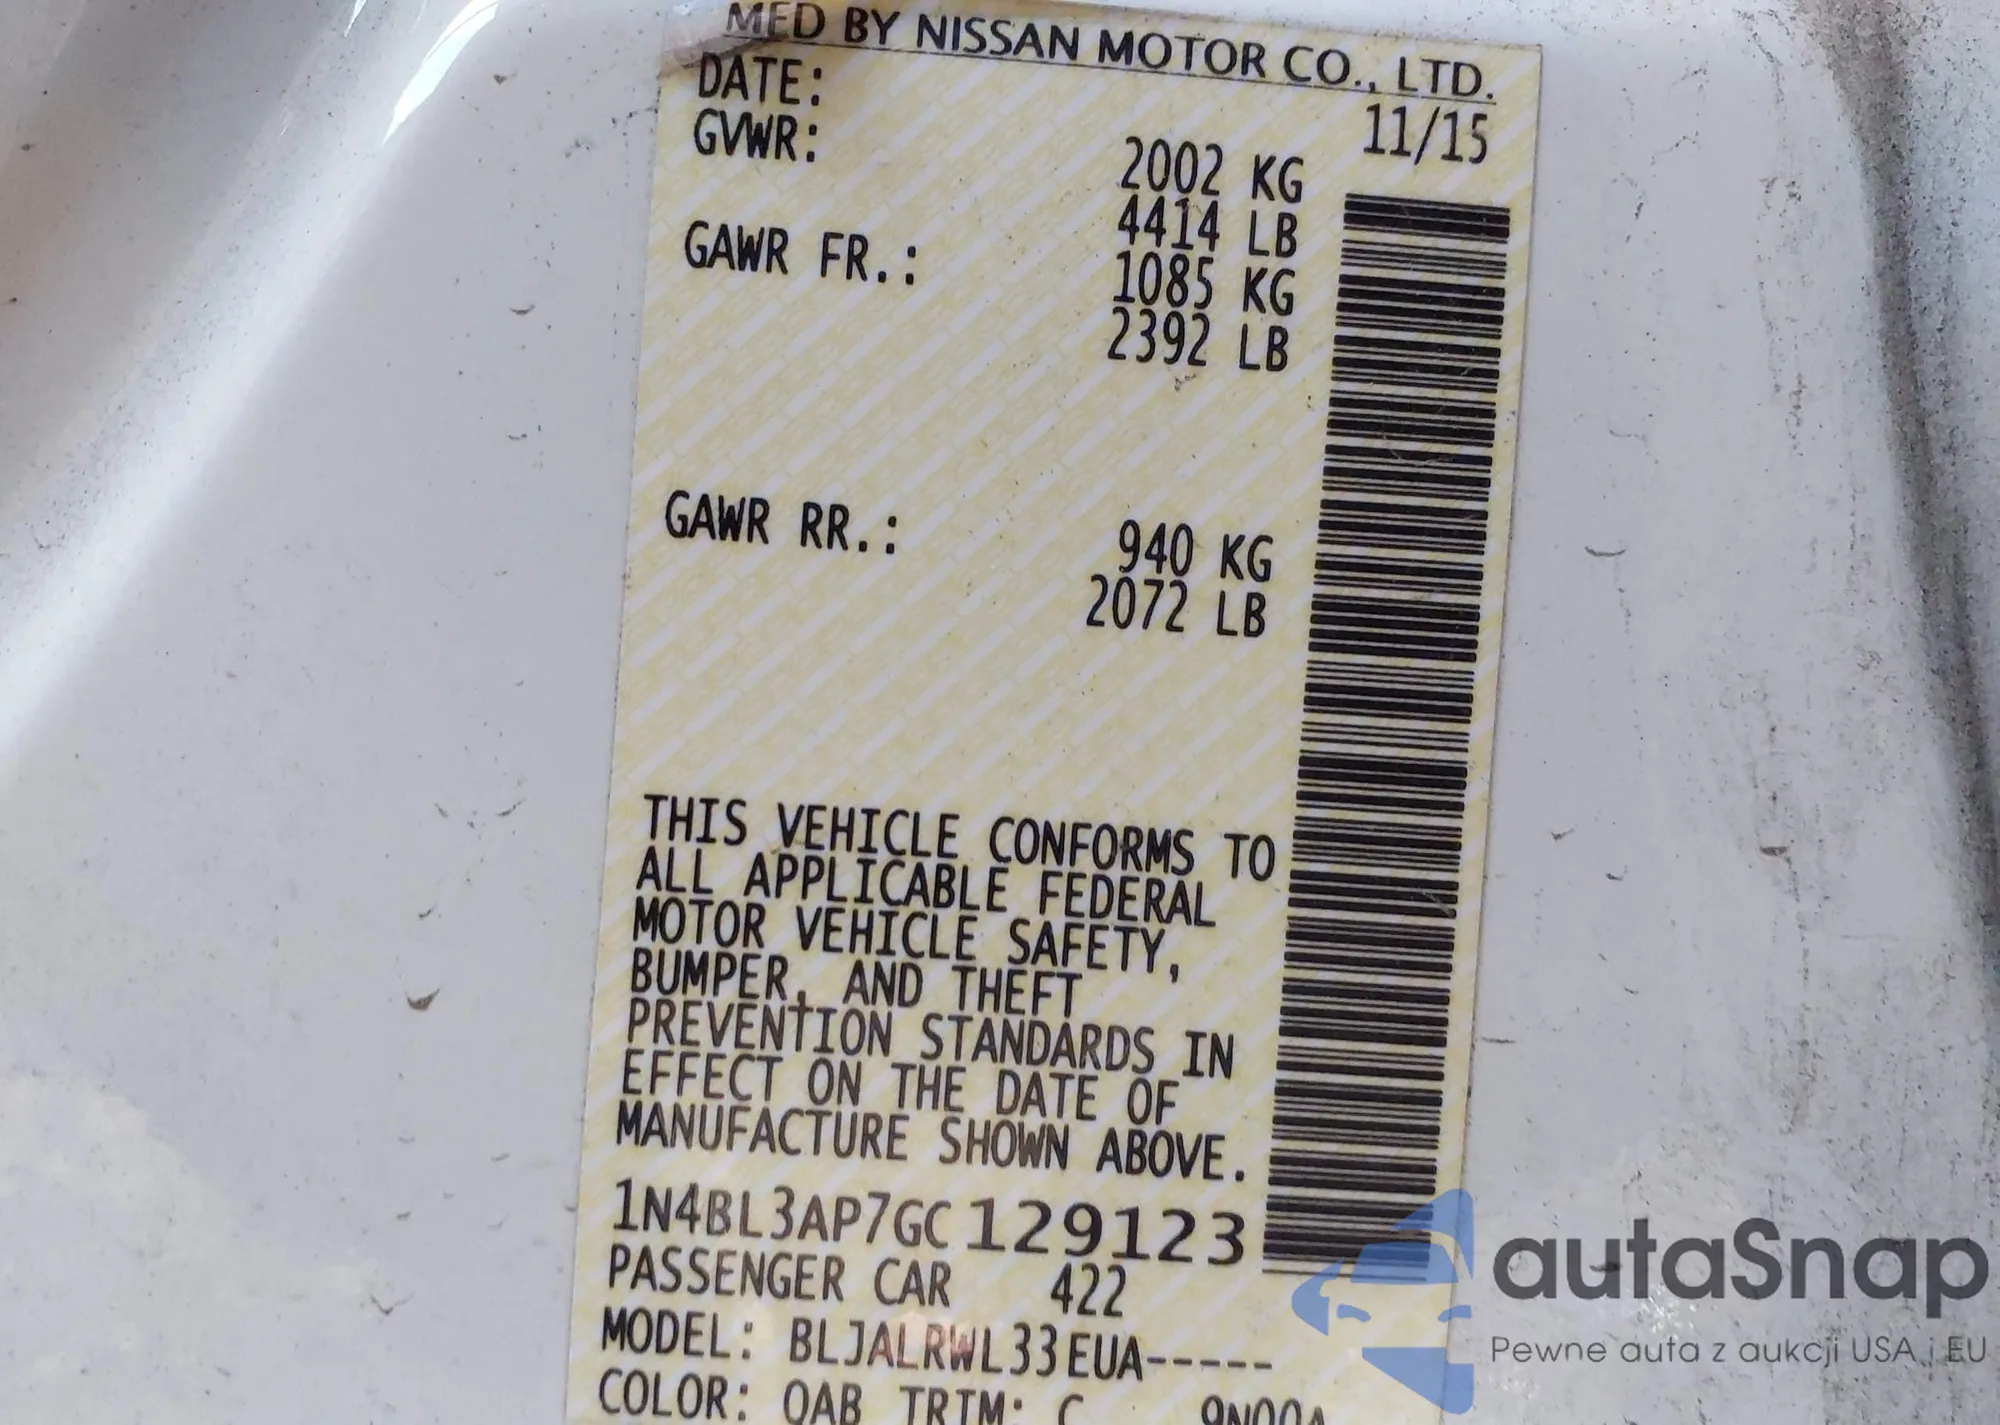 MFD BY NISSAN MOTOR CO., LTD.
DATE: 11/15
GVWR: 2002 KG
4414 LB
GAWR FR.: 1085 KG
2392 LB
GAWR RR.: 940 KG
2072 LB
THIS VEHICLE CONFORMS TO
ALL APPLICABLE FEDERAL
MOTOR VEHICLE SAFETY,
BUMPER, AND THEFT
PREVENTION STANDARDS IN
EFFECT ON THE DATE OF
MANUFACTURE SHOWN ABOVE.
1N4BL3AP7GC129123
PASSENGER CAR 422
MODEL: BLJALRWL33EUA-----
COLOR: QAB TRIM: C
autaSnap
Pewne auta z aukcji USA i EU